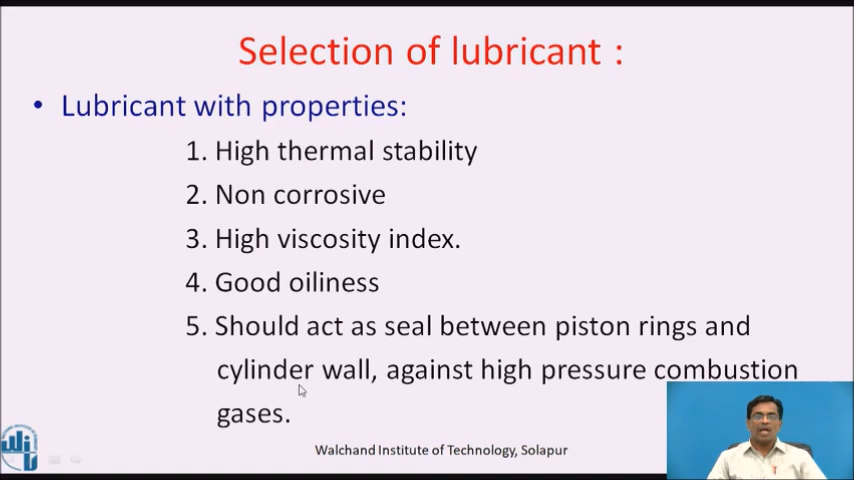 Selection of lubricant :
• Lubricant with properties:
1. High thermal stability
2. Non corrosive
3. High viscosity index.
4. Good oiliness
5. Should act as seal between piston rings and
cylinder wall, against high pressure combustion
gases.
Walchand Institute of Technology, Solapur